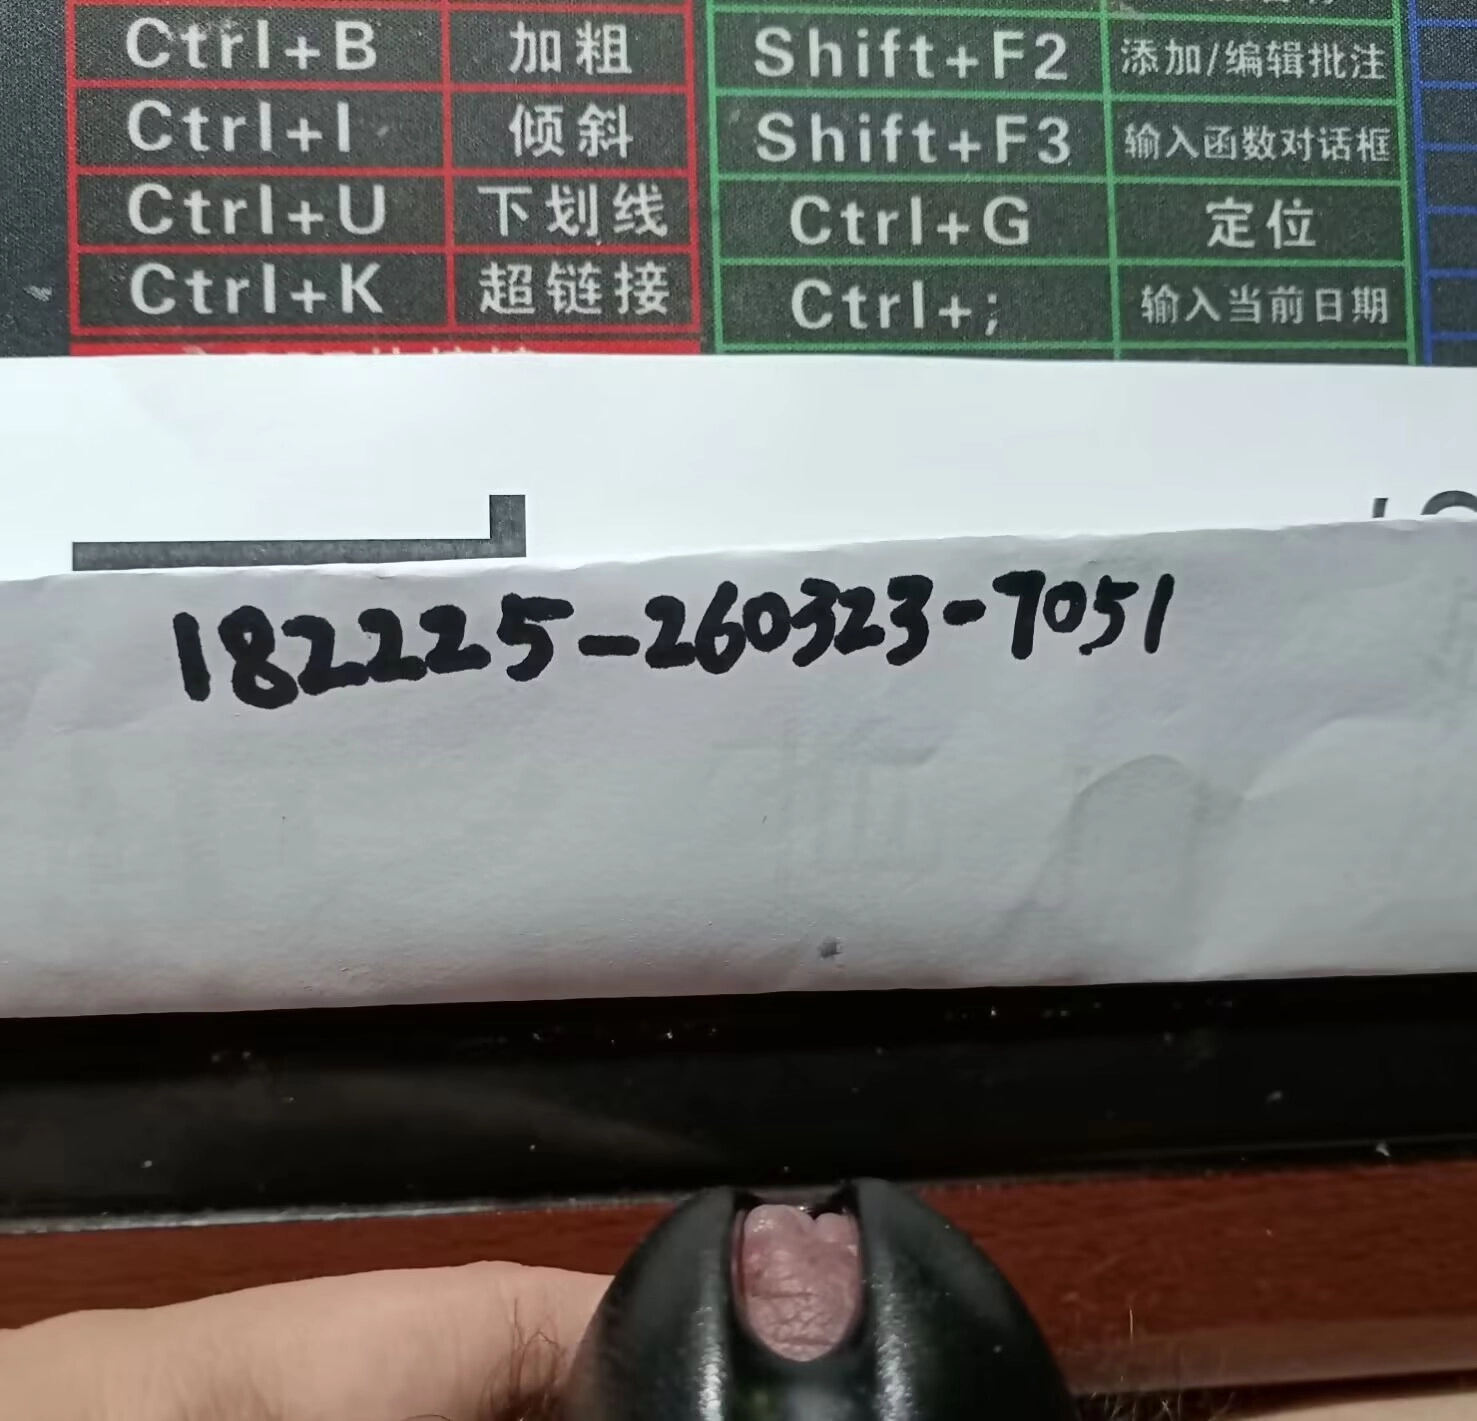 Ctrl+B 加粗 Shift+F2 添加/编辑批注
Ctrl+I 倾斜 Shift+F3 输入函数对话框
Ctrl+U 下划线 Ctrl+G 定位
Ctrl+K 超链接 Ctrl+; 输入当前日期
182225-260323-7051